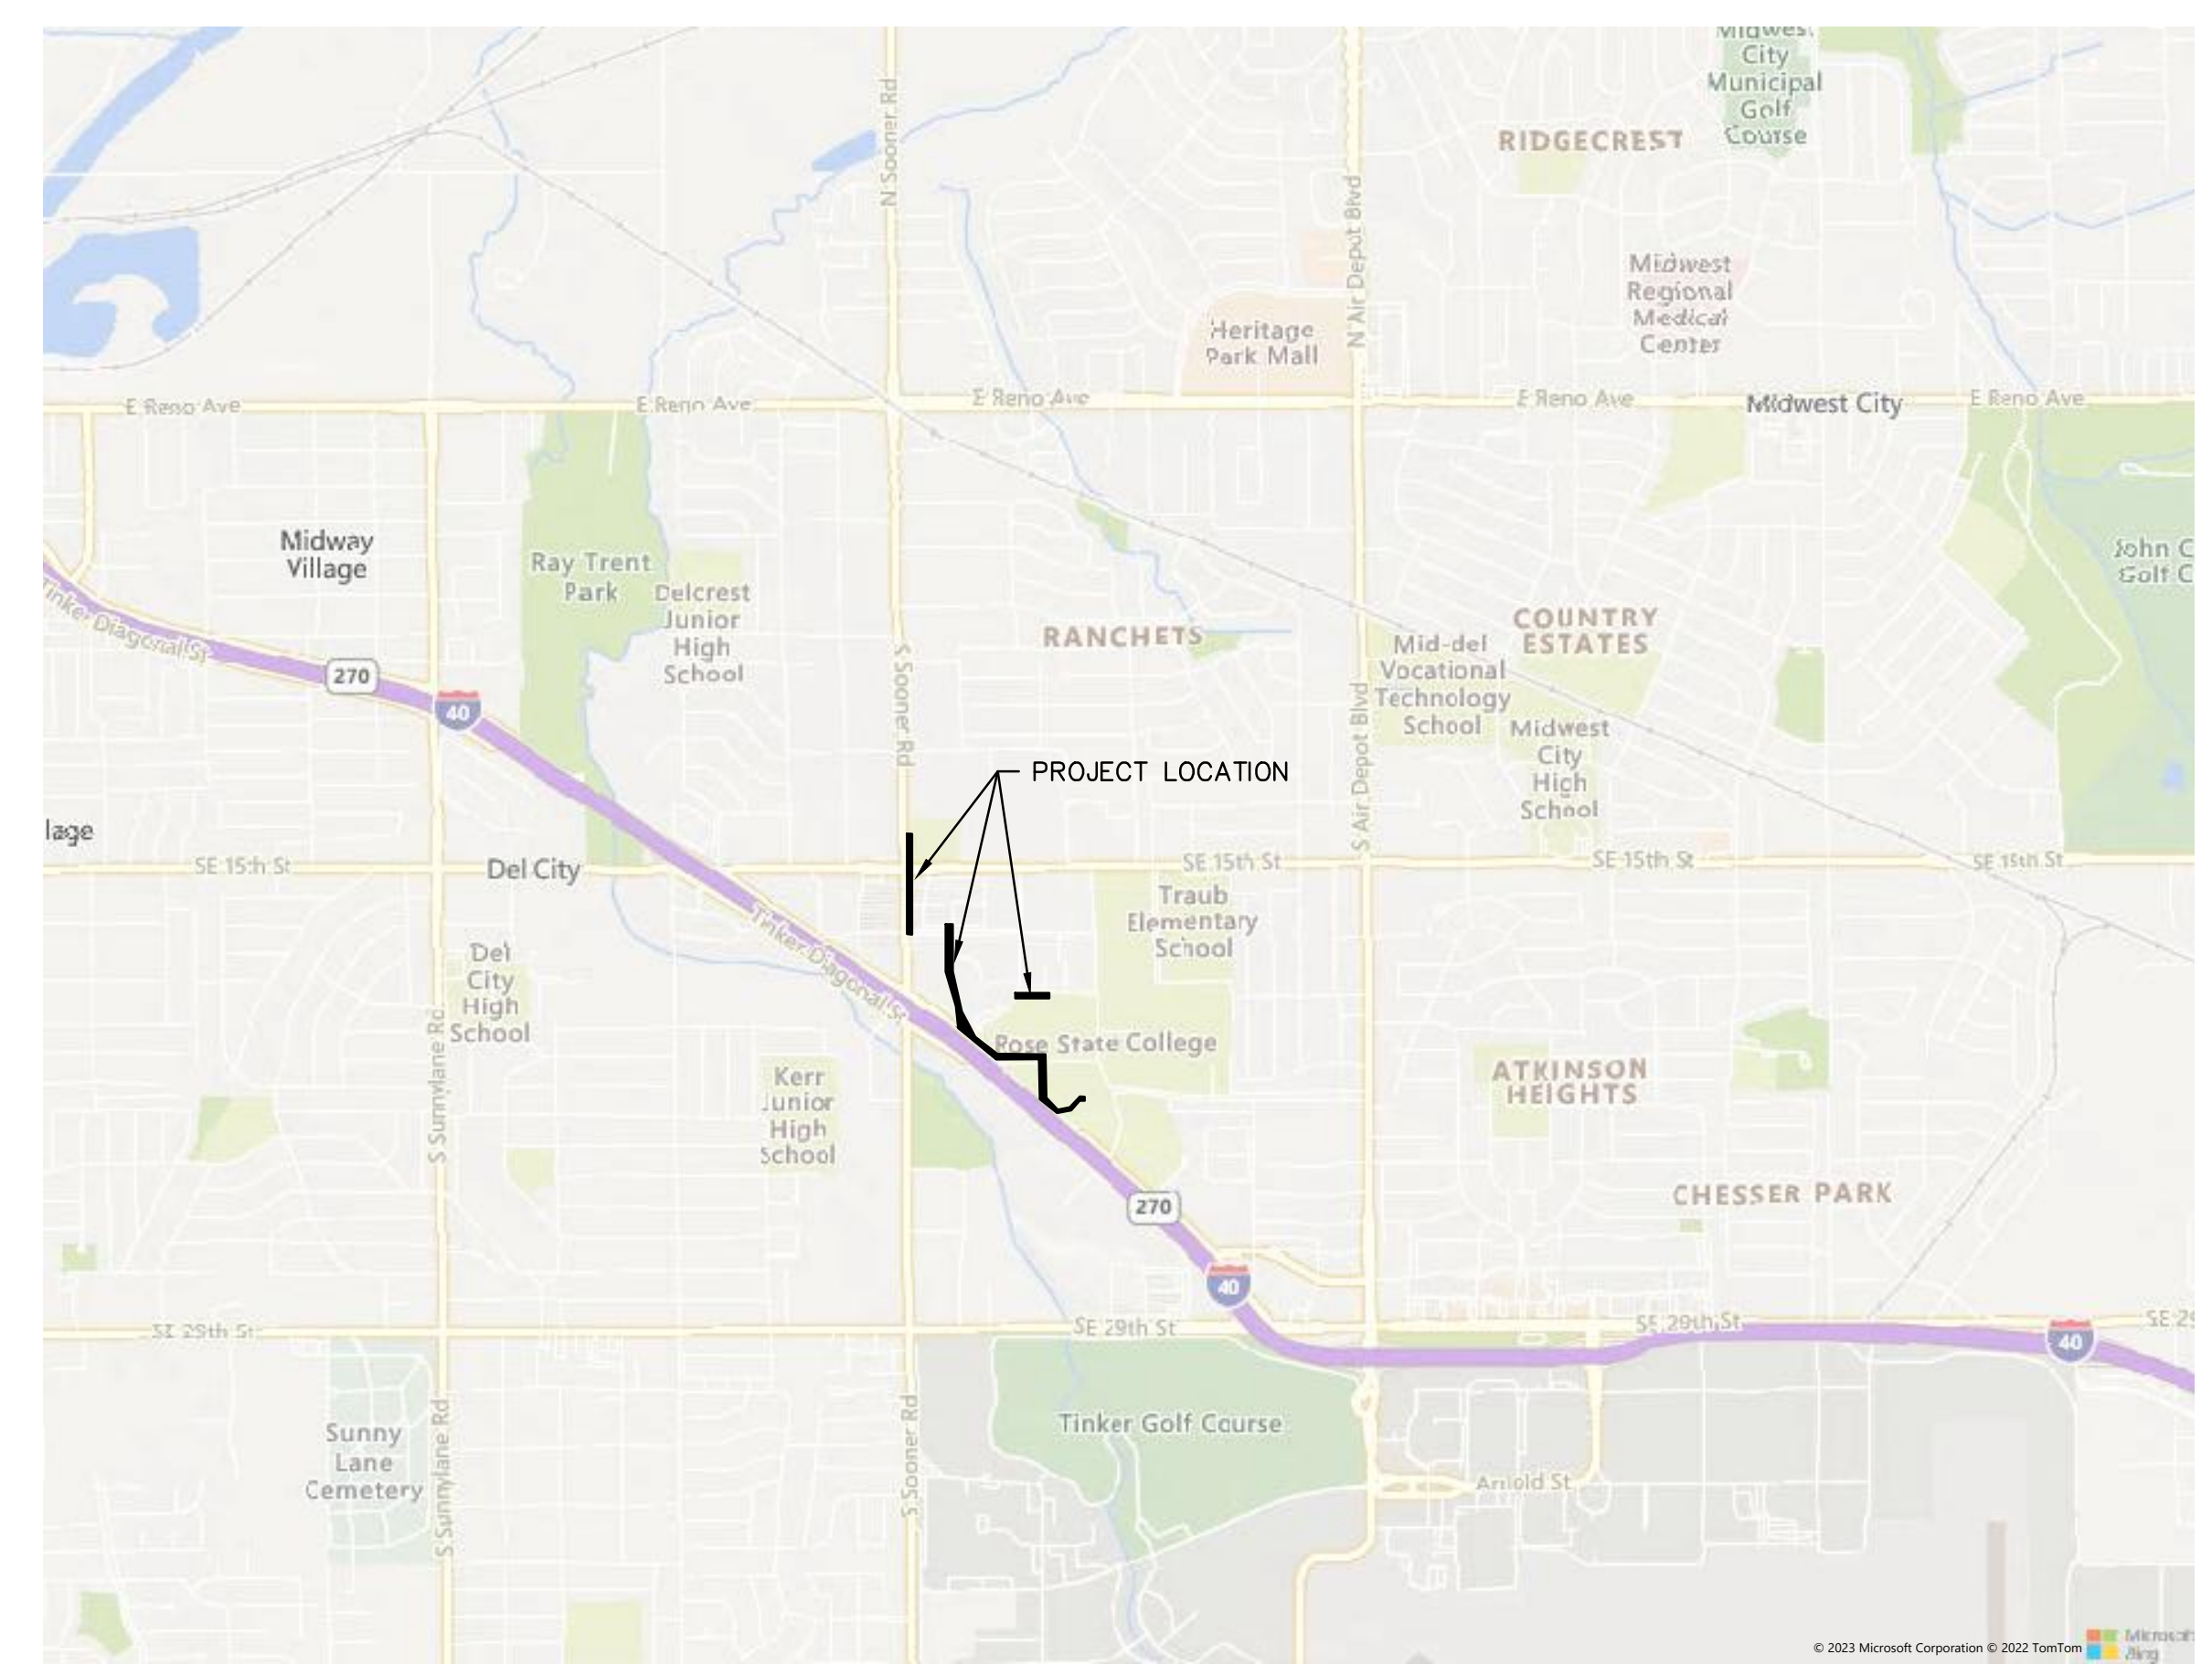 Midwest
City
Municipal
Golf
Course
N Sooner Rd
RIDGECREST
N Air Depot Blvd
Midwest
Regional
Medical
Center
Heritage
Park Mall
E Reno Ave
E Reno Ave
E Reno Ave
E Reno Ave
Midwest City
E Reno Ave
Midway
Village
Ray Trent
Park
Delcrest
Junior
High
School
John C
Golf C
Tinker Diagonal St
270
40
S Sooner Rd
RANCHETS
COUNTRY
ESTATES
Mid-del
Vocational
Technology
School
Midwest
City
High
School
S Air Depot Blvd
PROJECT LOCATION
lage
SE 15th St
Del City
SE 15th St
SE 15th St
SE 15th St
Traub
Elementary
School
Tinker Diagonal St
Del
City
High
School
S Sunnylane Rd
Rose State College
Kerr
Junior
High
School
ATKINSON
HEIGHTS
CHESSER PARK
270
40
SE 29th St
SE 29th St
SE 29th St
40
SE 29
Sunny
Lane
Cemetery
S Sunnylane Rd
S Sooner Rd
Tinker Golf Course
Arnold St
© 2023 Microsoft Corporation © 2022 TomTom
Microsoft
Bing